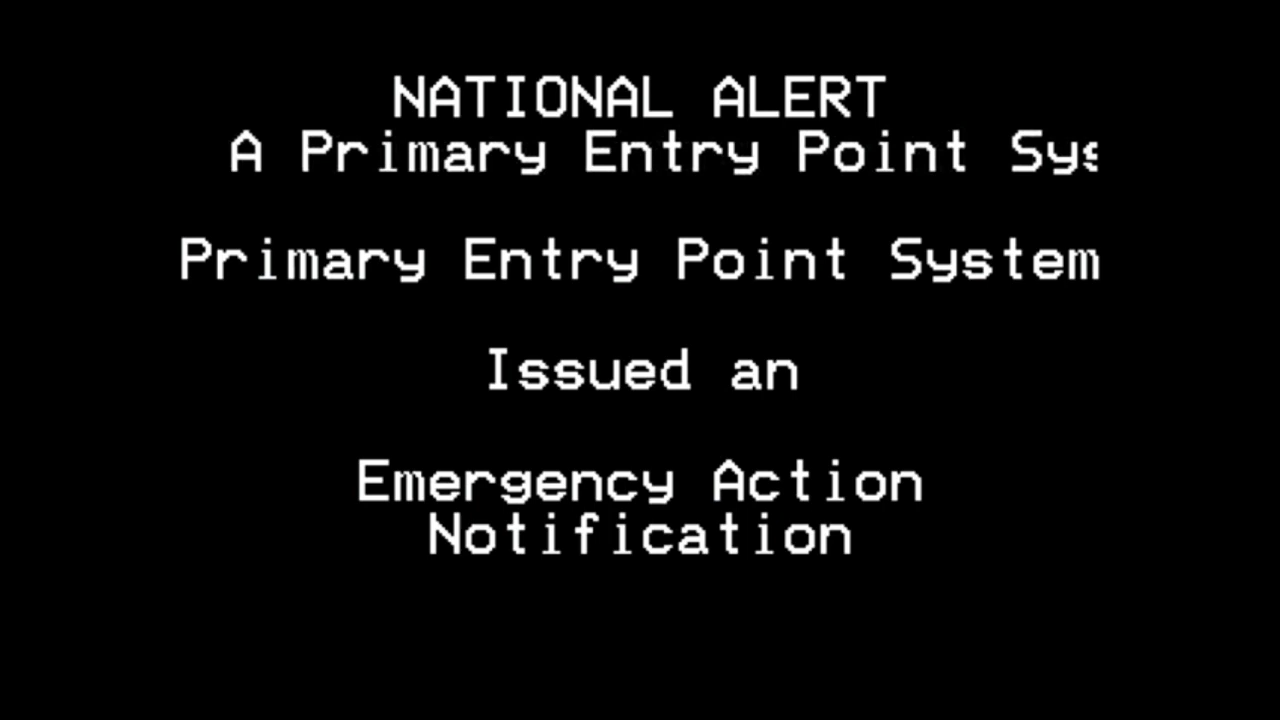 NATIONAL ALERT
A Primary Entry Point Sys
Primary Entry Point System
Issued an
Emergency Action
Notification